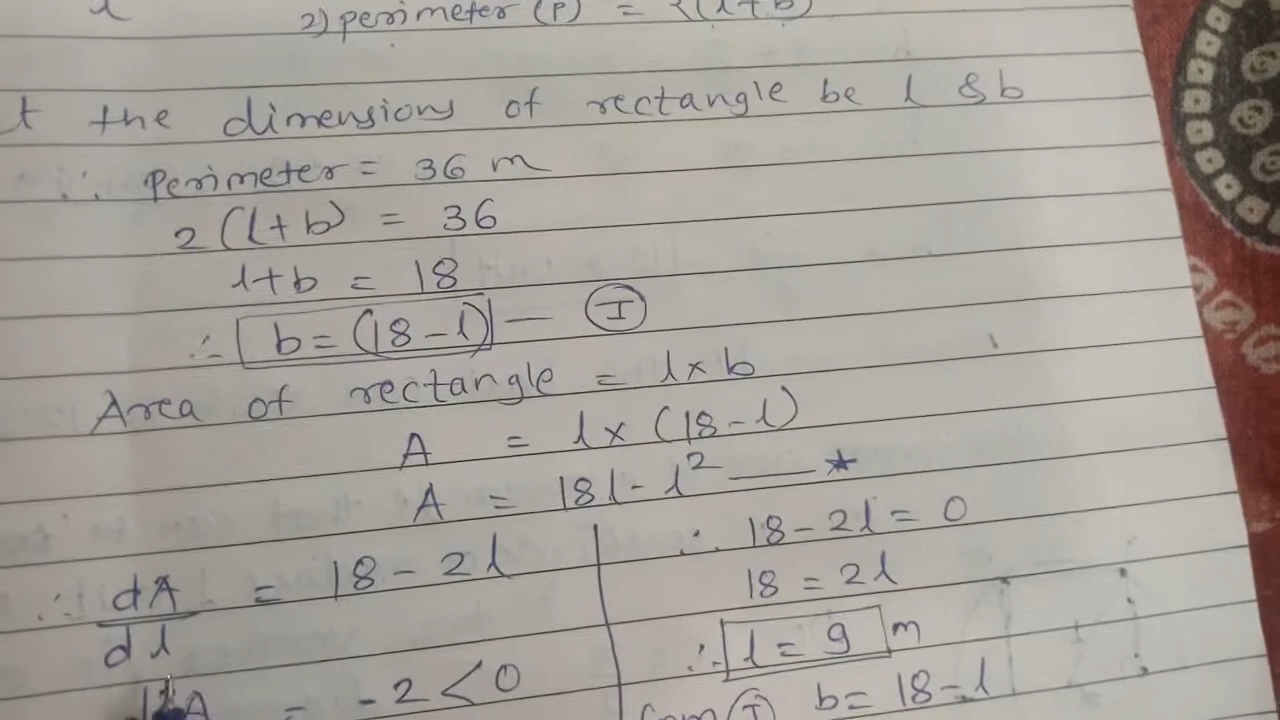 2) perimeter (P) = 2(l+b)
t the dimensions of rectangle be l & b
∴ Perimeter = 36 m
2(l+b) = 36
l+b = 18
∴ b = (18-l) — I
Area of rectangle = l×b
A = l×(18-l)
A = 18l - l² — ★
∴ dA/dl = 18 - 2l
= -2 < 0
∴ 18-2l = 0
18 = 2l
∴ l = 9 m
I b = 18-l